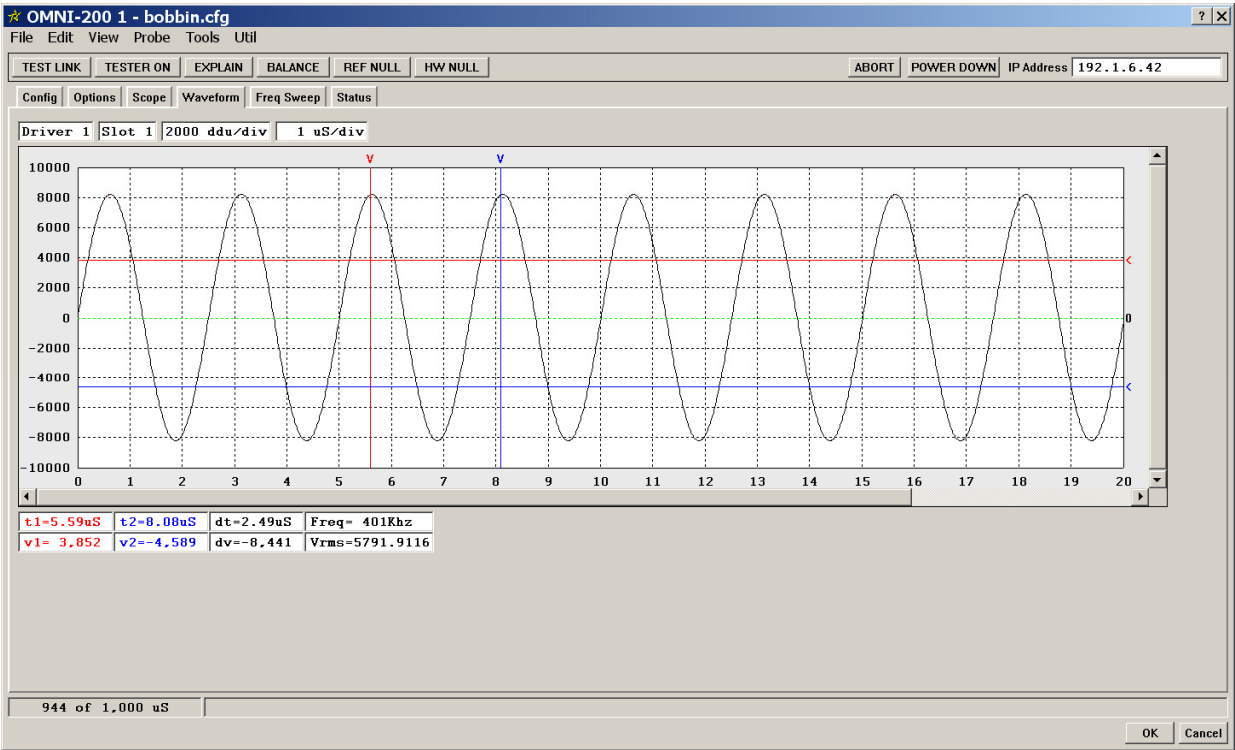 OMNI-200 1 - bobbin.cfg ? X
File Edit View Probe Tools Util
TEST LINK TESTER ON EXPLAIN BALANCE REF NULL HW NULL ABORT POWER DOWN IP Address 192.1.6.42
Config Options Scope Waveform Freq Sweep Status
Driver 1 Slot 1 2000 ddu/div 1 uS/div
V V
10000
8000
6000
4000 <
2000
0 0
-2000
-4000 <
-6000
-8000
-10000
0 1 2 3 4 5 6 7 8 9 10 11 12 13 14 15 16 17 18 19 20
t1=5.59uS t2=8.08uS dt=2.49uS Freq= 401Khz
v1= 3,852 v2=-4,589 dv=-8,441 Vrms=5791.9116
944 of 1,000 uS
OK Cancel